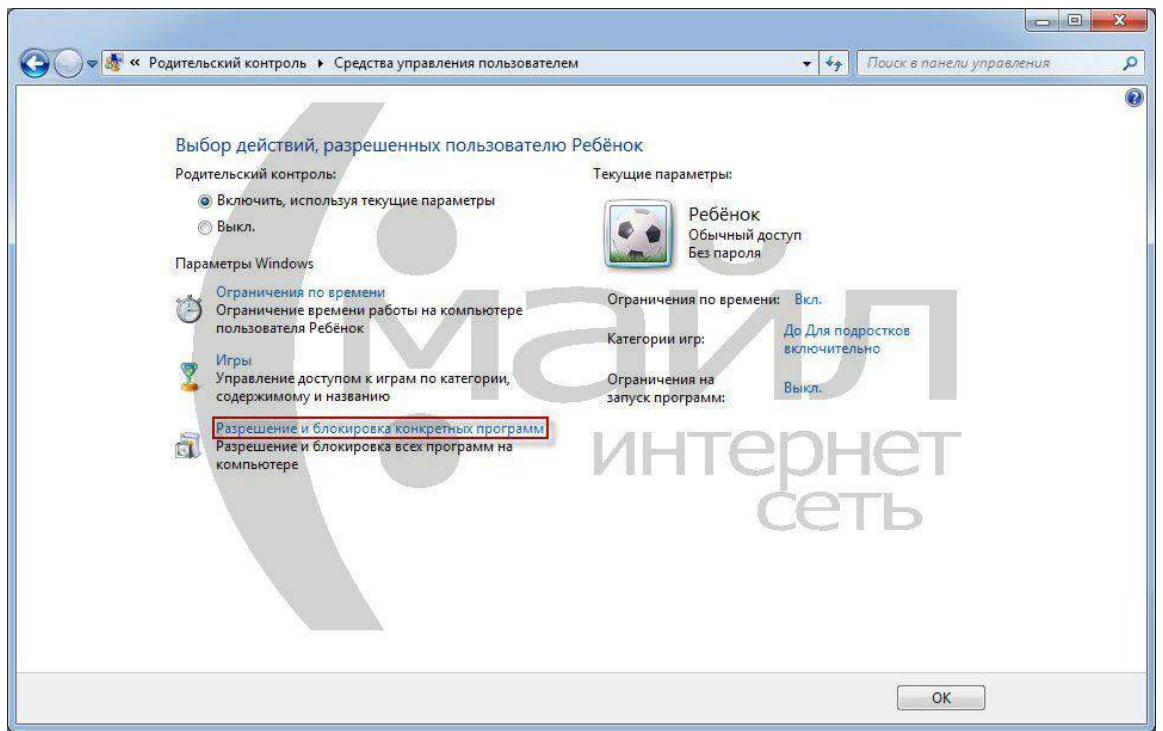 « Родительский контроль ▸ Средства управления пользователем
Поиск в панели управления
Выбор действий, разрешенных пользователю Ребёнок
Родительский контроль:
Включить, используя текущие параметры
Выкл.
Параметры Windows
Ограничения по времени
Ограничение времени работы на компьютере
пользователя Ребёнок
Игры
Управление доступом к играм по категории,
содержимому и названию
Разрешение и блокировка конкретных программ
Разрешение и блокировка всех программ на
компьютере
Текущие параметры:
Ребёнок
Обычный доступ
Без пароля
Ограничения по времени: Вкл.
Категории игр: До Для подростков
включительно
Ограничения на
запуск программ: Выкл.
смайл
интернет
сеть
OK